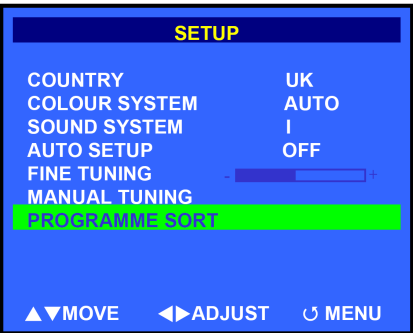 SETUP
COUNTRY UK
COLOUR SYSTEM AUTO
SOUND SYSTEM I
AUTO SETUP OFF
FINE TUNING - +
MANUAL TUNING
PROGRAMME SORT
▲▼MOVE ◀▶ADJUST ↺ MENU